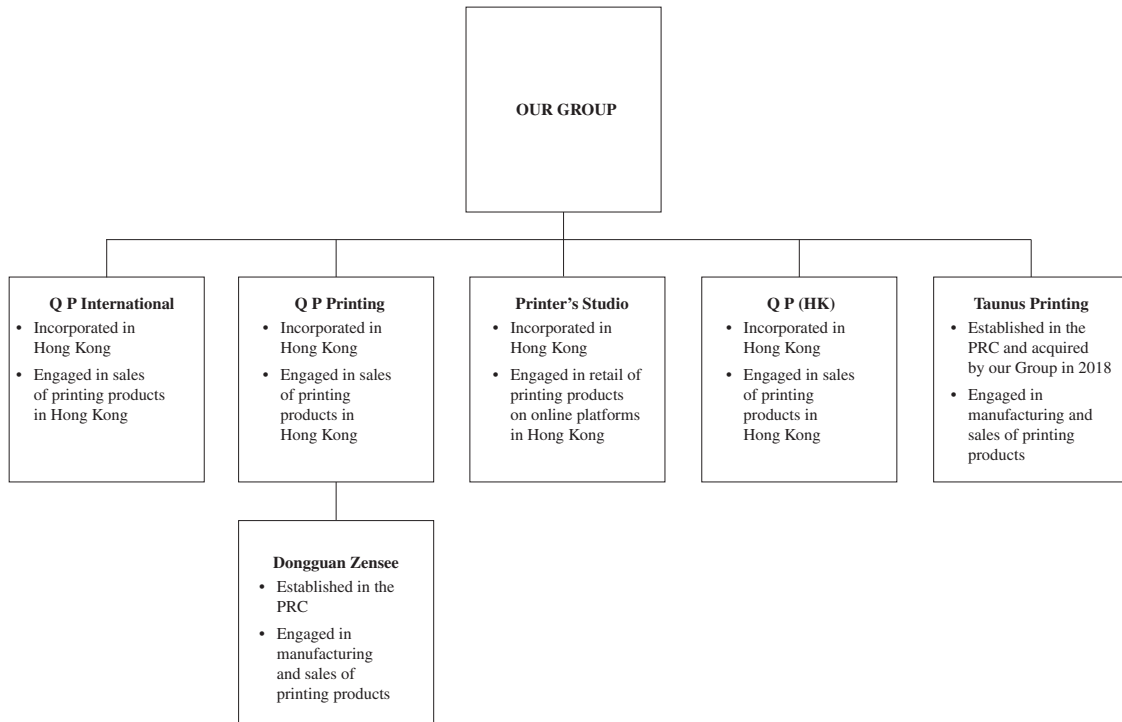 OUR GROUP
Q P International
• Incorporated in
Hong Kong
• Engaged in sales
of printing products
in Hong Kong
Q P Printing
• Incorporated in
Hong Kong
• Engaged in sales
of printing
products in
Hong Kong
Printer’s Studio
• Incorporated in
Hong Kong
• Engaged in retail of
printing products
on online platforms
in Hong Kong
Q P (HK)
• Incorporated in
Hong Kong
• Engaged in sales
of printing
products in
Hong Kong
Taunus Printing
• Established in the
PRC and acquired
by our Group in 2018
• Engaged in
manufacturing and
sales of printing
products
Dongguan Zensee
• Established in the
PRC
• Engaged in
manufacturing
and sales of
printing products